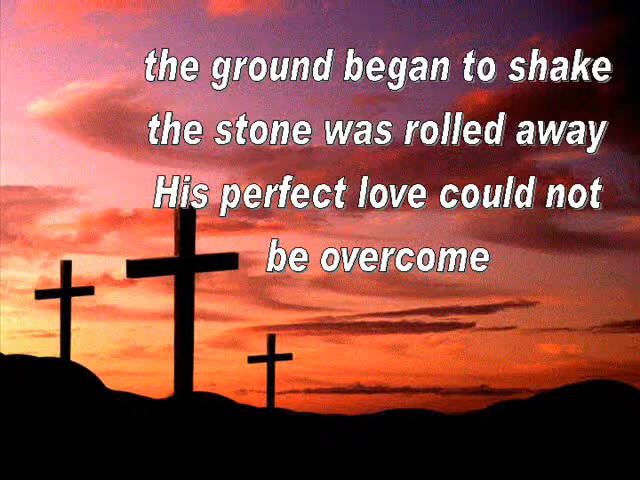 the ground began to shake
the stone was rolled away
His perfect love could not
be overcome